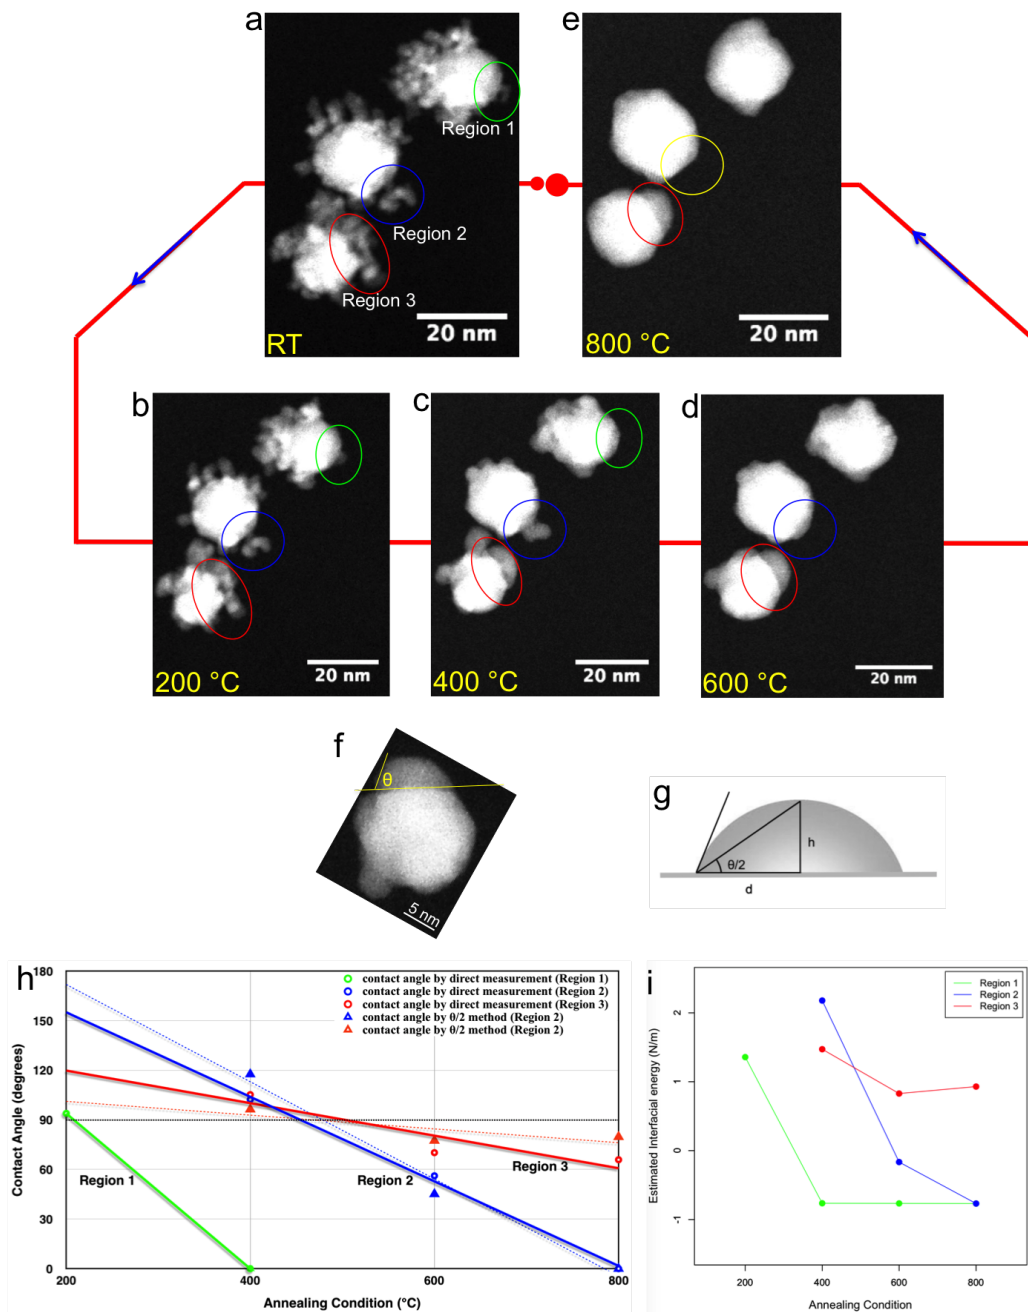 a
e
Region 1
Region 2
Region 3
20 nm
20 nm
RT
800 °C
b
c
d
20 nm
20 nm
20 nm
200 °C
400 °C
600 °C
f
θ
5 nm
g
h
θ/2
d
h
180
150
120
90
60
30
0
200
400
600
800
Contact Angle (degrees)
Annealing Condition (°C)
contact angle by direct measurement (Region 1)
contact angle by direct measurement (Region 2)
contact angle by direct measurement (Region 3)
contact angle by θ/2 method (Region 2)
contact angle by θ/2 method (Region 2)
Region 1
Region 2
Region 3
i
Region 1
Region 2
Region 3
Estimated Interfacial energy (N/m)
2
1
0
-1
200
400
600
800
Annealing Condition